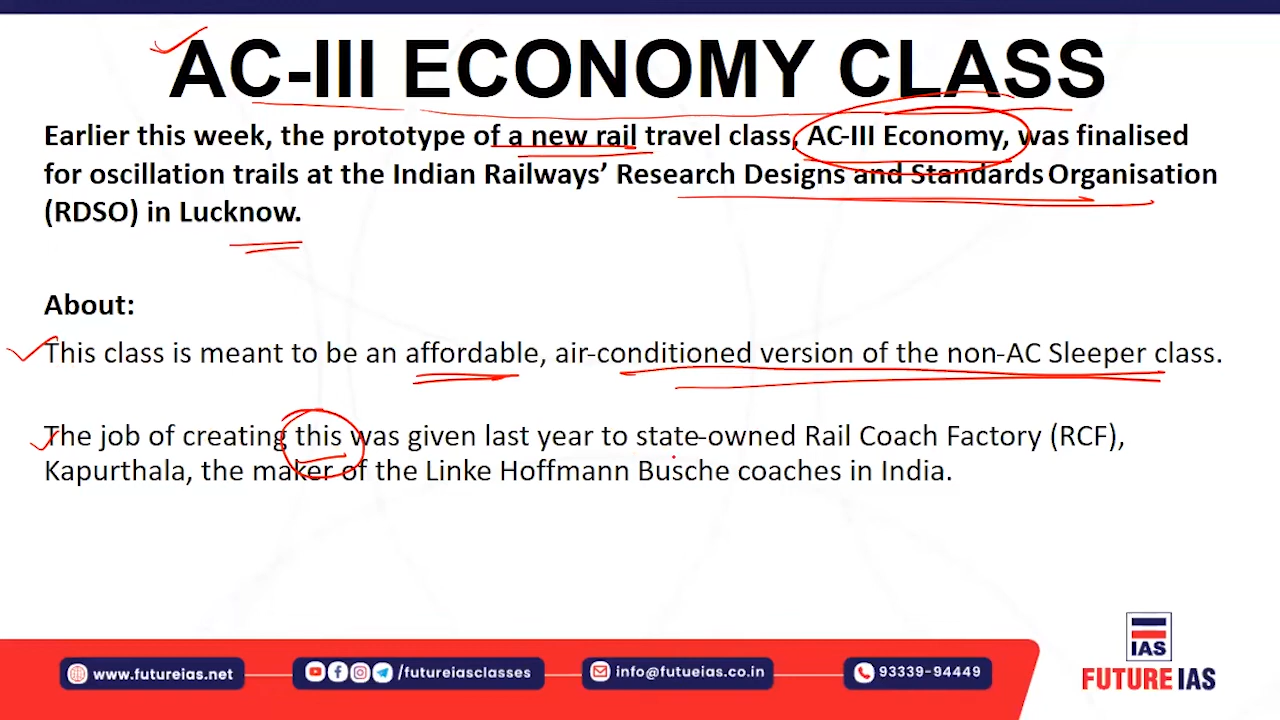 AC-III ECONOMY CLASS
Earlier this week, the prototype of a new rail travel class, AC-III Economy, was finalised
for oscillation trails at the Indian Railways’ Research Designs and Standards Organisation
(RDSO) in Lucknow.
About:
This class is meant to be an affordable, air-conditioned version of the non-AC Sleeper class.
The job of creating this was given last year to state-owned Rail Coach Factory (RCF),
Kapurthala, the maker of the Linke Hoffmann Busche coaches in India.
IAS
www.futureias.net
/futureiasclasses
info@futueias.co.in
93339-94449
FUTURE IAS